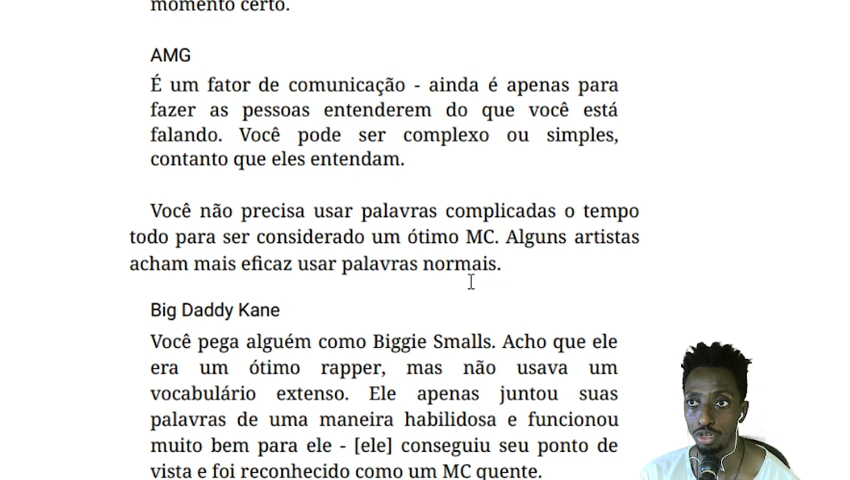 momento certo.
AMG
É um fator de comunicação - ainda é apenas para
fazer as pessoas entenderem do que você está
falando. Você pode ser complexo ou simples,
contanto que eles entendam.
Você não precisa usar palavras complicadas o tempo
todo para ser considerado um ótimo MC. Alguns artistas
acham mais eficaz usar palavras normais.
Big Daddy Kane
Você pega alguém como Biggie Smalls. Acho que ele
era um ótimo rapper, mas não usava um
vocabulário extenso. Ele apenas juntou suas
palavras de uma maneira habilidosa e funcionou
muito bem para ele - [ele] conseguiu seu ponto de
vista e foi reconhecido como um MC quente.